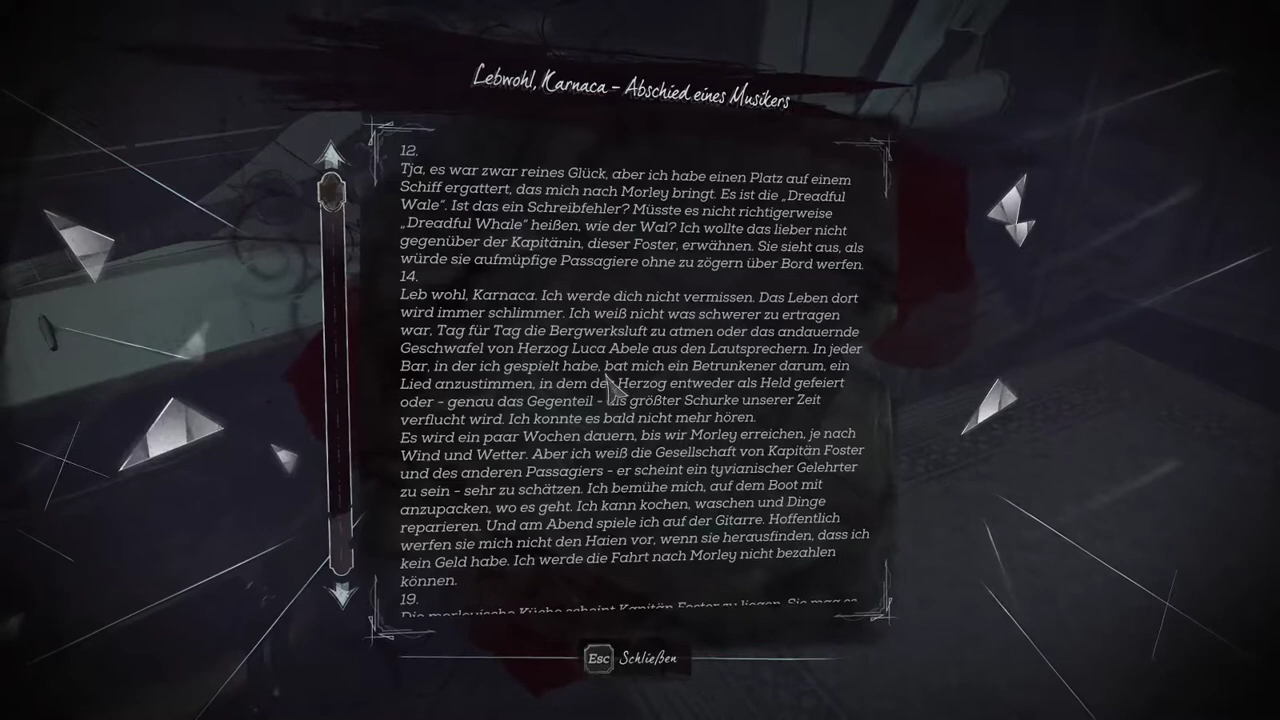 Lebwohl, Karnaca – Abschied eines Musikers
12.
Tja, es war zwar reines Glück, aber ich habe einen Platz auf einem
Schiff ergattert, das mich nach Morley bringt. Es ist die „Dreadful
Wale“. Ist das ein Schreibfehler? Müsste es nicht richtigerweise
„Dreadful Whale“ heißen, wie der Wal? Ich wollte das lieber nicht
gegenüber der Kapitänin, dieser Foster, erwähnen. Sie sieht aus, als
würde sie aufmüpfige Passagiere ohne zu zögern über Bord werfen.
14.
Leb wohl, Karnaca. Ich werde dich nicht vermissen. Das Leben dort
wird immer schlimmer. Ich weiß nicht was schwerer zu ertragen
war, Tag für Tag die Bergwerksluft zu atmen oder das andauernde
Geschwafel von Herzog Luca Abele aus den Lautsprechern. In jeder
Bar, in der ich gespielt habe, bat mich ein Betrunkener darum, ein
Lied anzustimmen, in dem der Herzog entweder als Held gefeiert
oder – genau das Gegenteil – als größter Schurke unserer Zeit
verflucht wird. Ich konnte es bald nicht mehr hören.
Es wird ein paar Wochen dauern, bis wir Morley erreichen, je nach
Wind und Wetter. Aber ich weiß die Gesellschaft von Kapitän Foster
und des anderen Passagiers – er scheint ein tyvianischer Gelehrter
zu sein – sehr zu schätzen. Ich bemühe mich, auf dem Boot mit
anzupacken, wo es geht. Ich kann kochen, waschen und Dinge
reparieren. Und am Abend spiele ich auf der Gitarre. Hoffentlich
werfen sie mich nicht den Haien vor, wenn sie herausfinden, dass ich
kein Geld habe. Ich werde die Fahrt nach Morley nicht bezahlen
können.
19.
Die morleyische Küche scheint Kapitän Foster zu liegen. Sie mag es
Esc Schließen